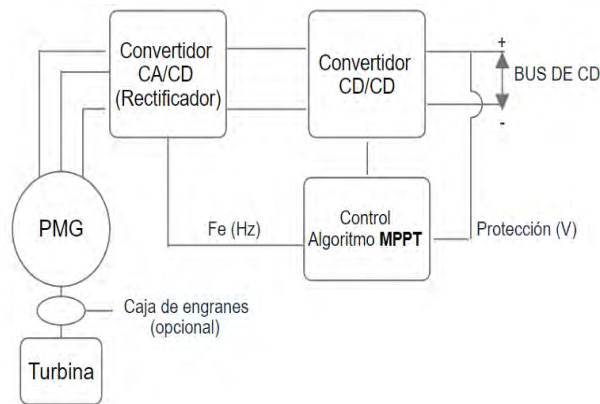 Convertidor
CA/CD
(Rectificador)
Convertidor
CD/CD
+
BUS DE CD
-
PMG
Fe (Hz)
Control
Algoritmo MPPT
Protección (V)
Caja de engranes
(opcional)
Turbina